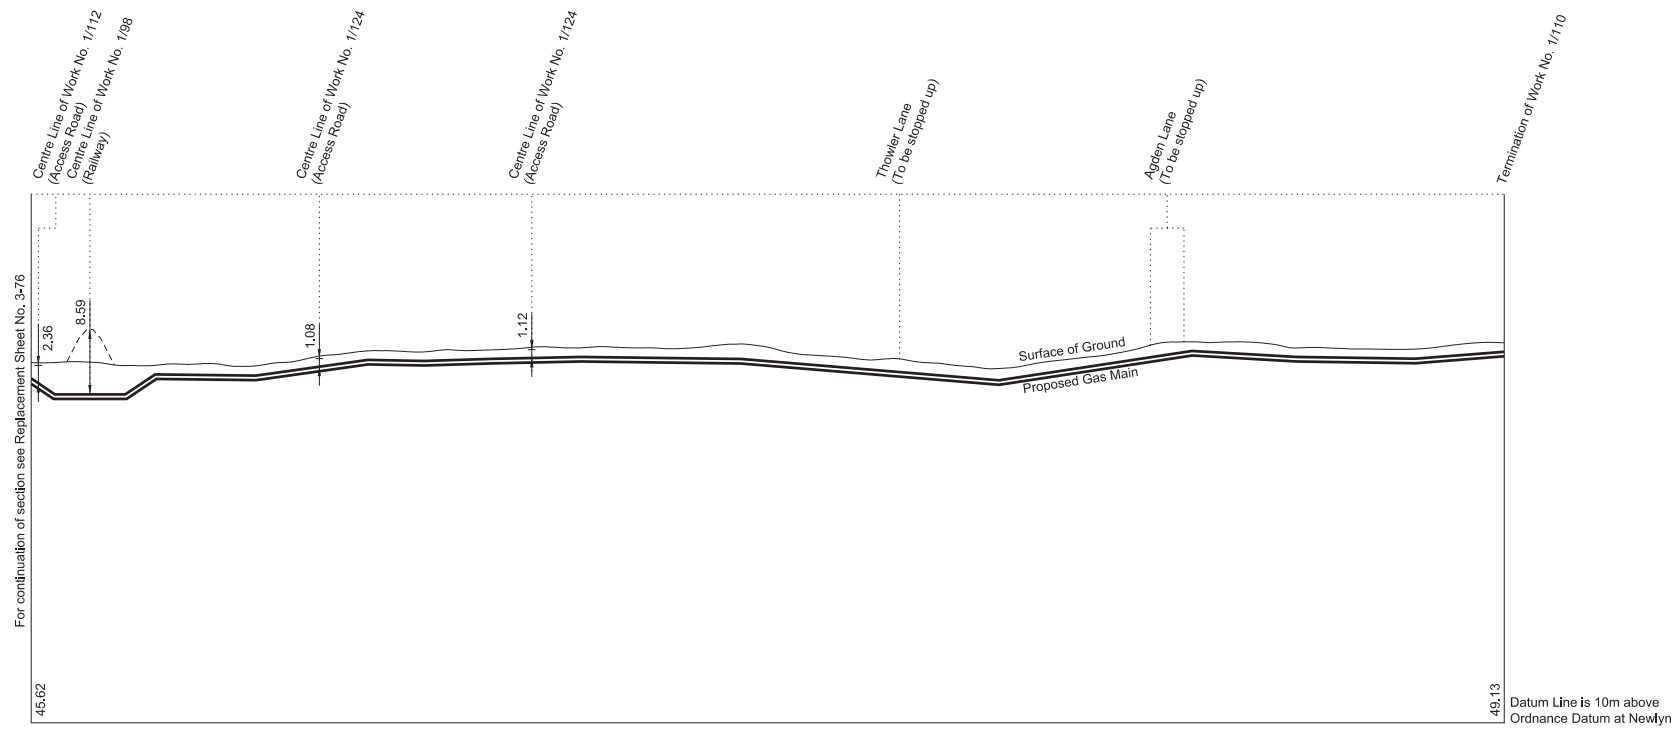 Centre Line of Work No. 1/112
(Access Road)
Centre Line of Work No. 1/98
(Railway)
Centre Line of Work No. 1/124
(Access Road)
Centre Line of Work No. 1/124
(Access Road)
Thowler Lane
(To be stopped up)
Agden Lane
(To be stopped up)
Termination of Work No. 1/110
For continuation of section see Replacement Sheet No. 3-76
2.36
8.59
1.08
1.12
Surface of Ground
Proposed Gas Main
45.62
49.13
Datum Line is 10m above
Ordnance Datum at Newlyn